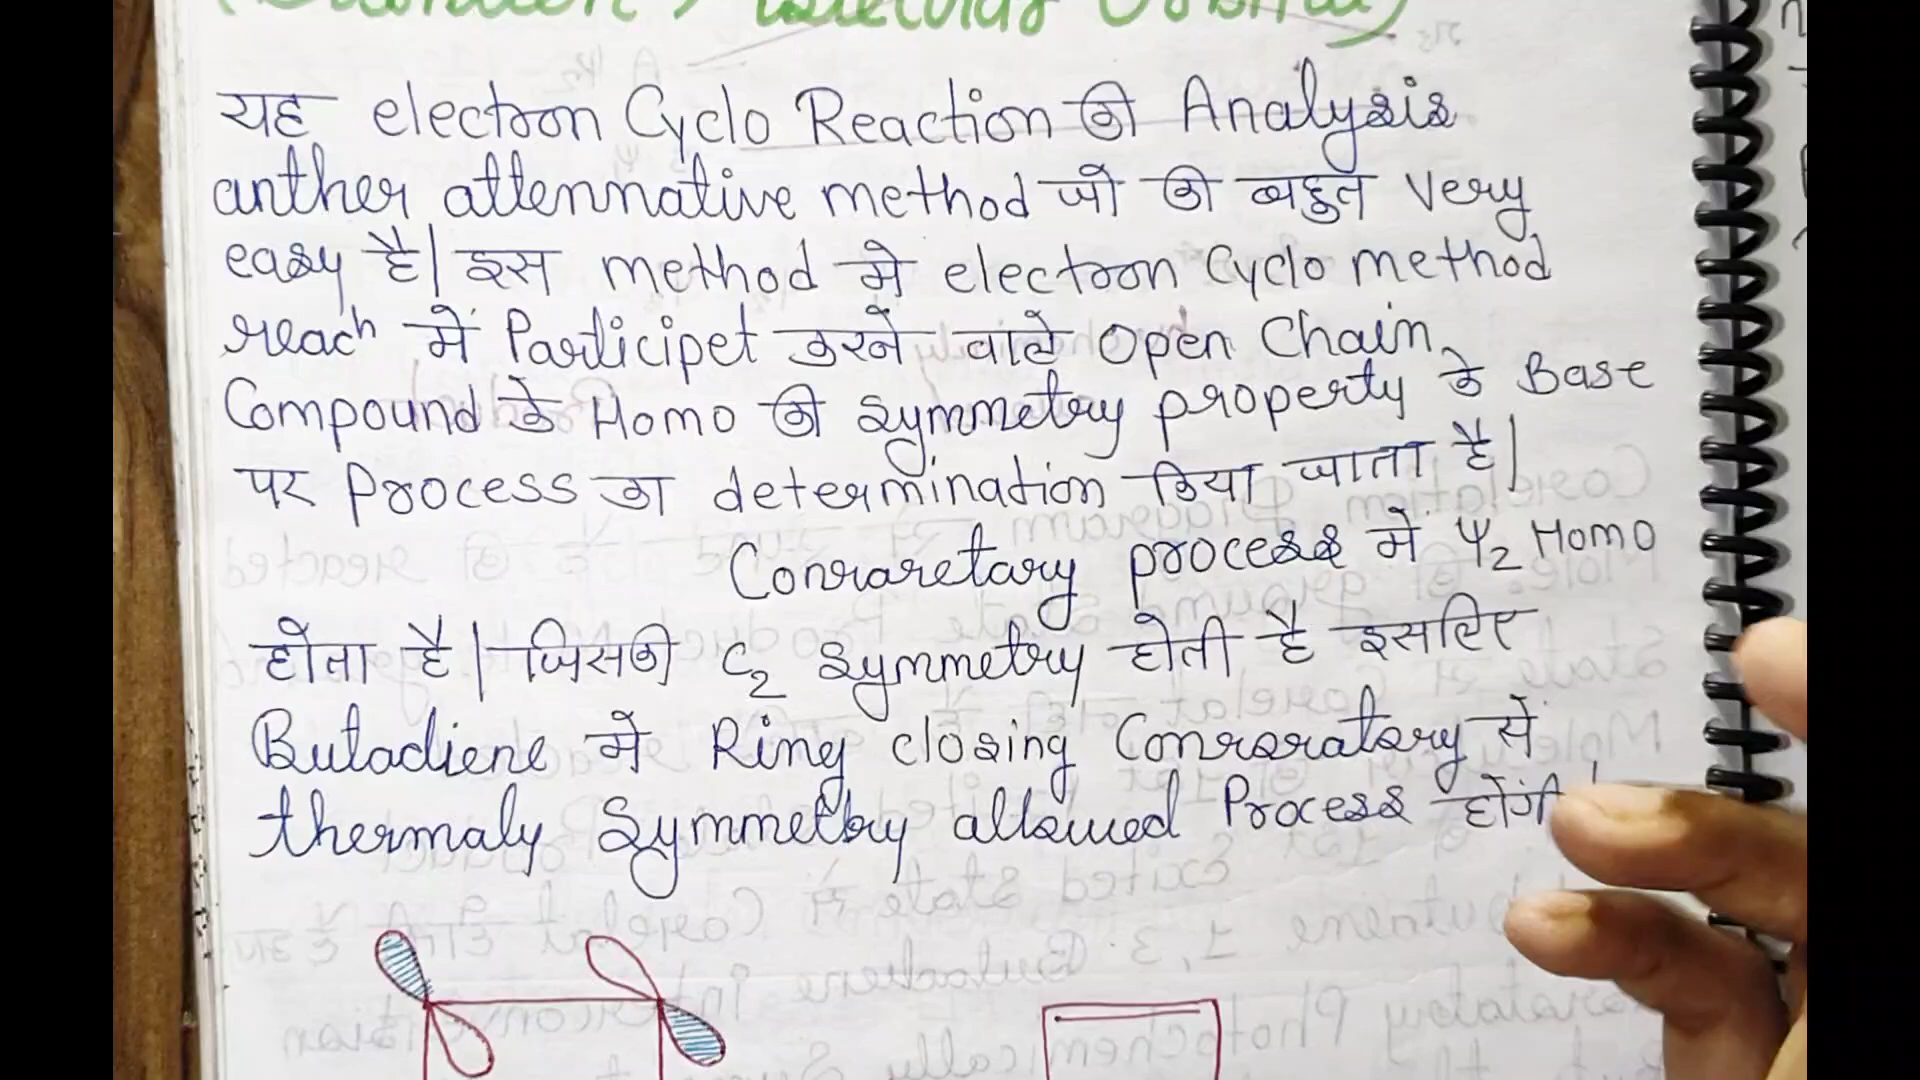 यह electron Cyclo Reaction की Analysis
anther attennative method जो की बहुत very
easy है। इस method मे electron Cyclo method
reach में Participet करने वाले Open Chain
Compound के Homo की symmetry property के Base
पर Process का determination किया जाता है।
Conraretary process में Ψ2 Homo
होता है। जिसकी C2 symmetry होती है इसलिए
Butadiene मे Ring closing Conroratary से
thermaly Symmetry allowed Process होगी